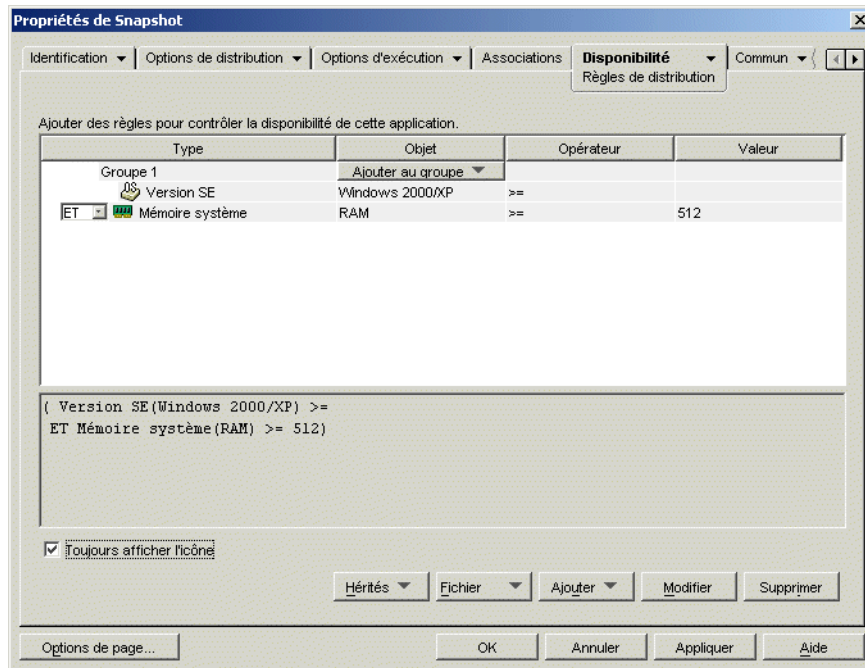 Propriétés de Snapshot
Identification Options de distribution Options d'exécution Associations Disponibilité Commun
Règles de distribution
Ajouter des règles pour contrôler la disponibilité de cette application.
Type Objet Opérateur Valeur
Groupe 1 Ajouter au groupe
Version SE Windows 2000/XP >=
ET Mémoire système RAM >= 512
( Version SE(Windows 2000/XP) >=
ET Mémoire système(RAM) >= 512)
Toujours afficher l'icône
Hérités Fichier Ajouter Modifier Supprimer
Options de page... OK Annuler Appliquer Aide